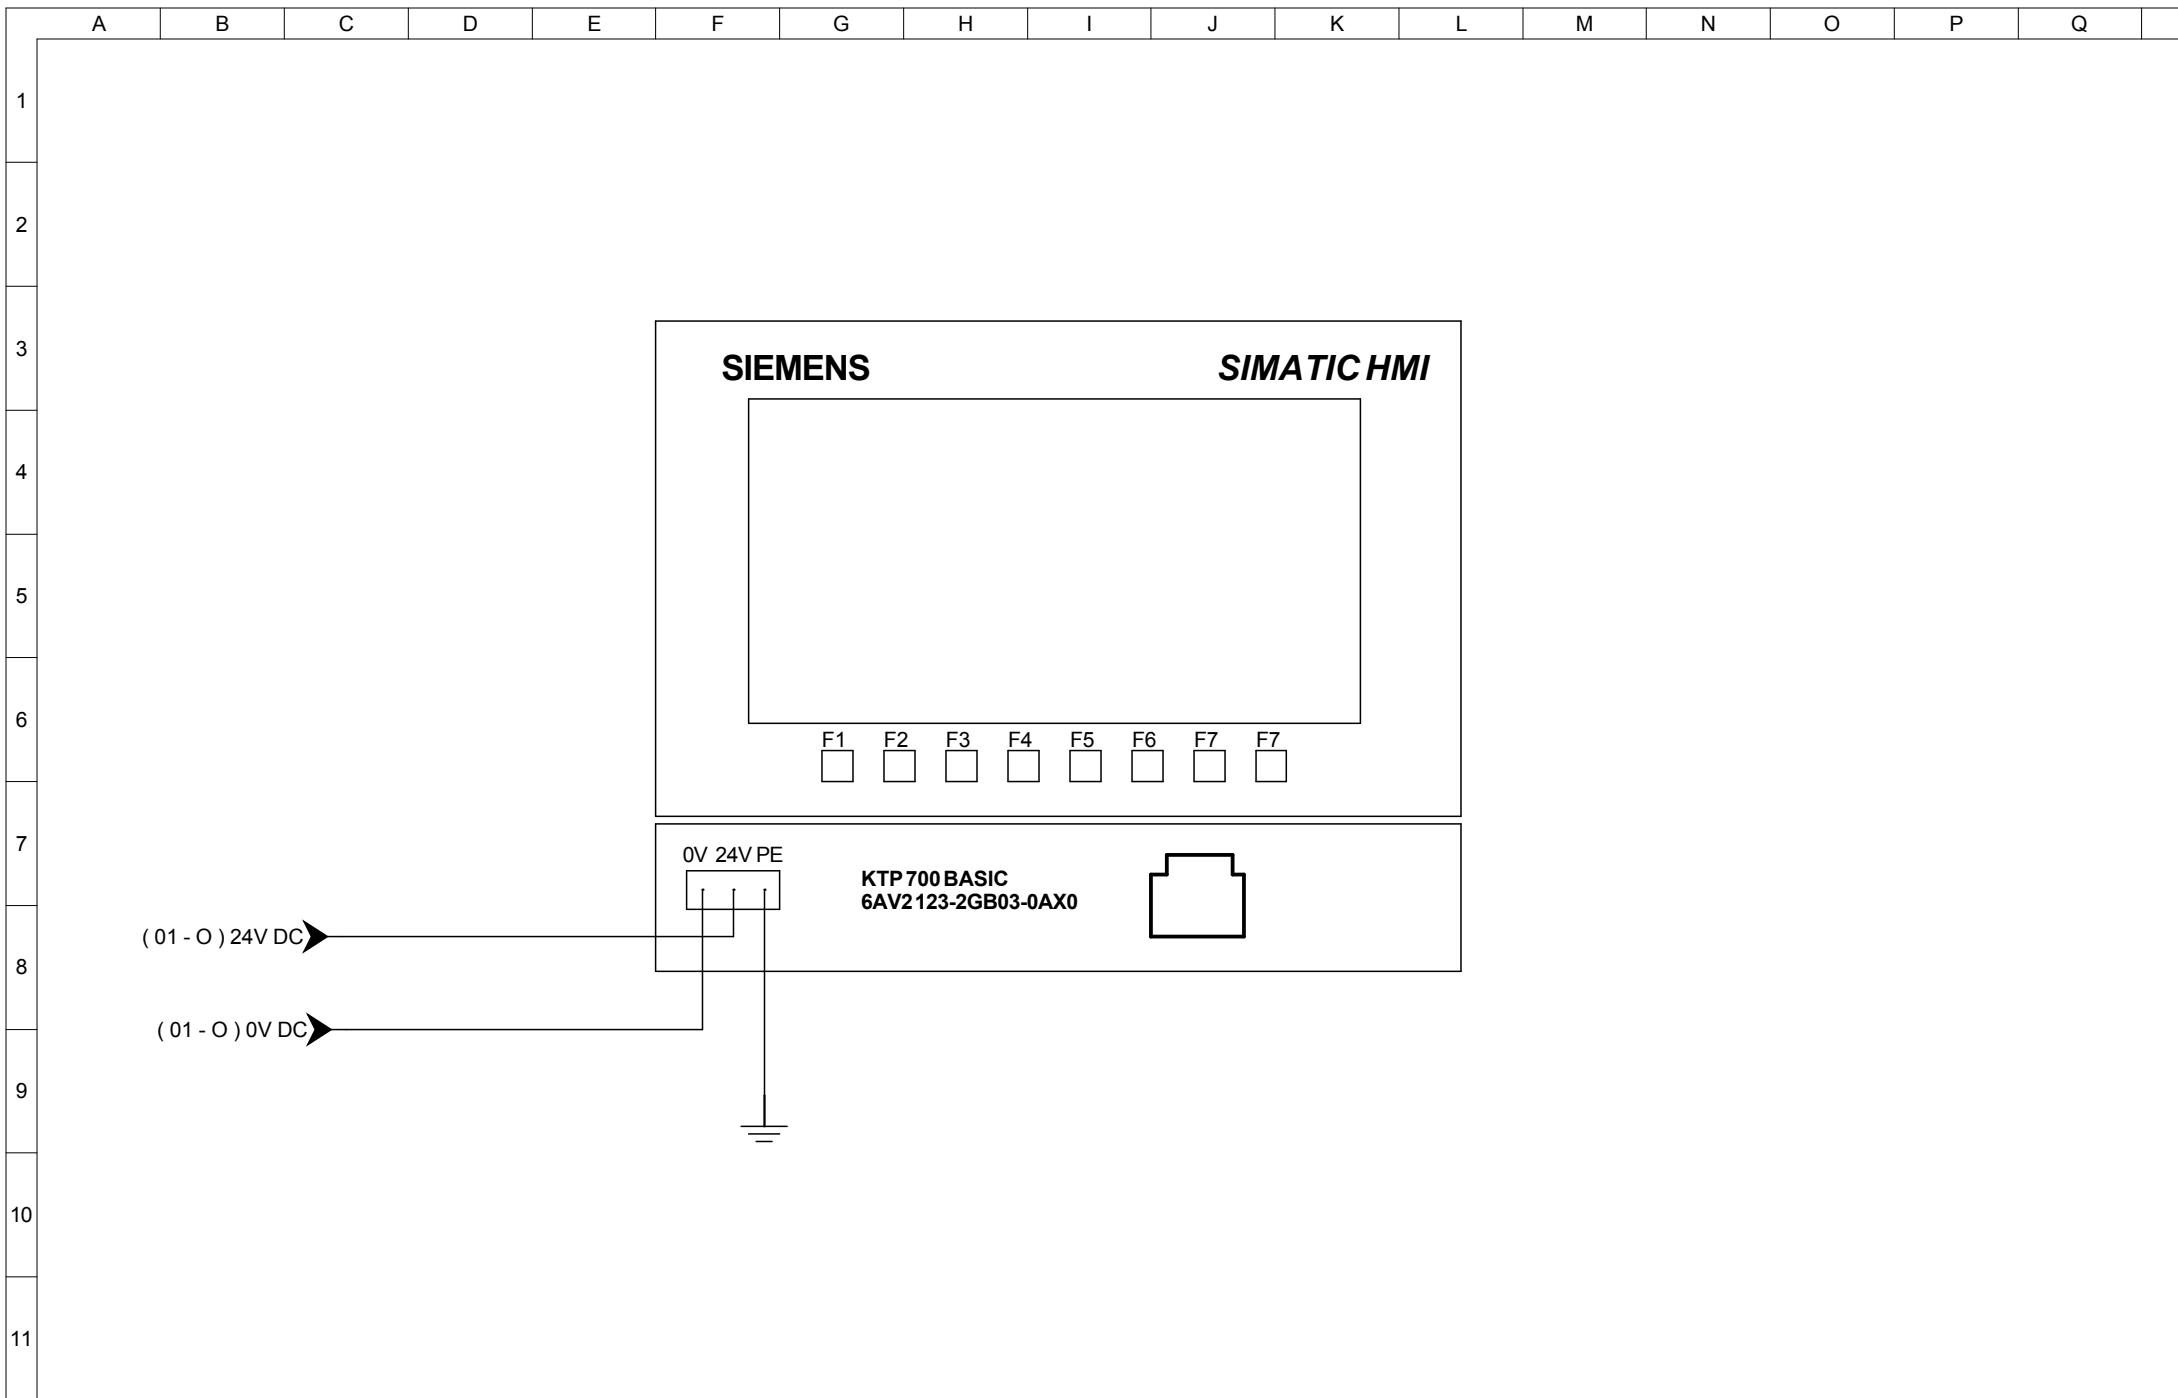 A B C D E F G H I J K L M N O P Q
1
2
3
SIEMENS SIMATIC HMI
4
5
6
F1 F2 F3 F4 F5 F6 F7 F7
7
0V 24V PE
KTP 700 BASIC
6AV2 123-2GB03-0AX0
( 01 - O ) 24V DC
8
( 01 - O ) 0V DC
9
10
11